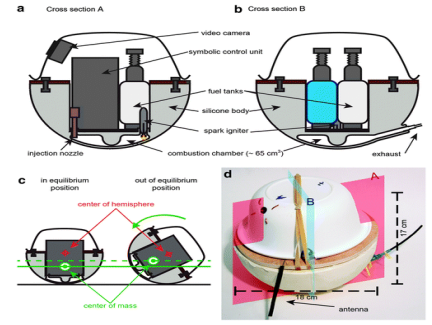 a Cross section A
b Cross section B
video camera
symbolic control unit
fuel tanks
silicone body
spark igniter
injection nozzle
combustion chamber (~ 65 cm³)
exhaust
c in equilibrium position
out of equilibrium position
center of hemisphere
center of mass
d
A
B
17 cm
18 cm
antenna